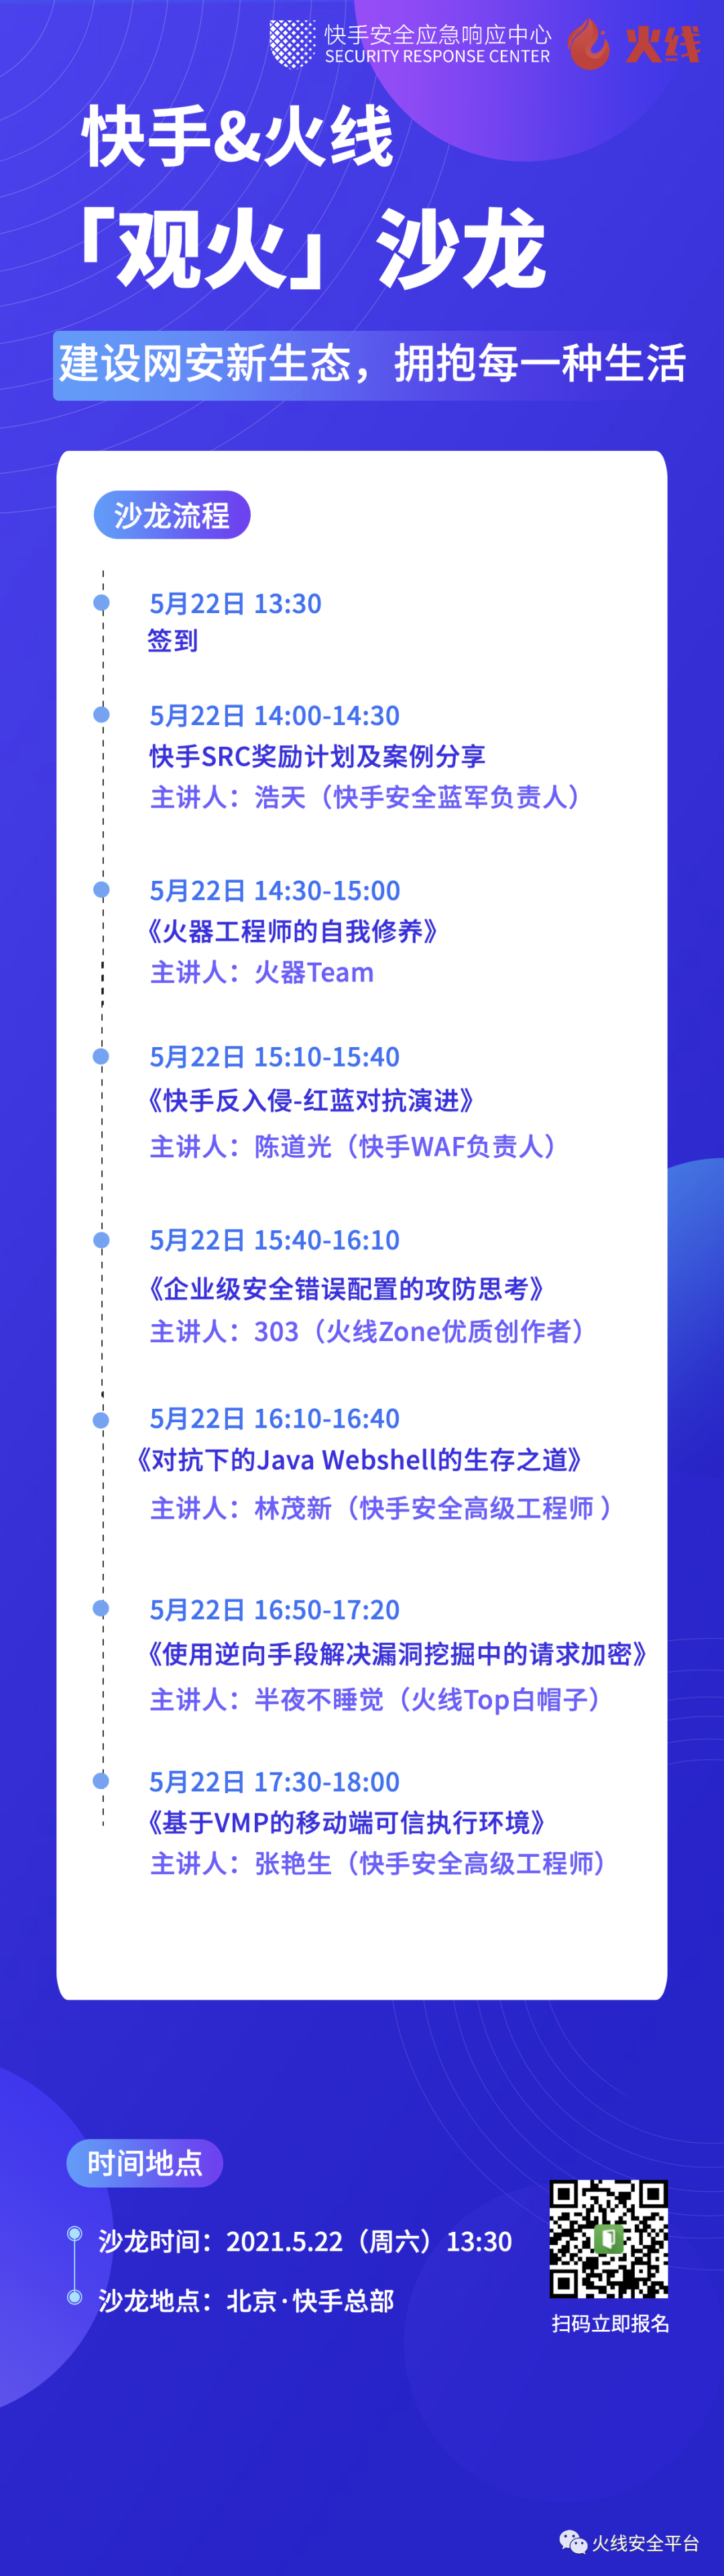 快手安全应急响应中心
SECURITY RESPONSE CENTER
火线
快手&火线
「观火」沙龙
建设网安新生态，拥抱每一种生活
沙龙流程
5月22日 13:30
签到
5月22日 14:00-14:30
快手SRC奖励计划及案例分享
主讲人：浩天（快手安全蓝军负责人）
5月22日 14:30-15:00
《火器工程师的自我修养》
主讲人：火器Team
5月22日 15:10-15:40
《快手反入侵-红蓝对抗演进》
主讲人：陈道光（快手WAF负责人）
5月22日 15:40-16:10
《企业级安全错误配置的攻防思考》
主讲人：303（火线Zone优质创作者）
5月22日 16:10-16:40
《对抗下的Java Webshell的生存之道》
主讲人：林茂新（快手安全高级工程师 ）
5月22日 16:50-17:20
《使用逆向手段解决漏洞挖掘中的请求加密》
主讲人：半夜不睡觉（火线Top白帽子）
5月22日 17:30-18:00
《基于VMP的移动端可信执行环境》
主讲人：张艳生（快手安全高级工程师）
时间地点
沙龙时间：2021.5.22（周六）13:30
沙龙地点：北京·快手总部
扫码立即报名
火线安全平台